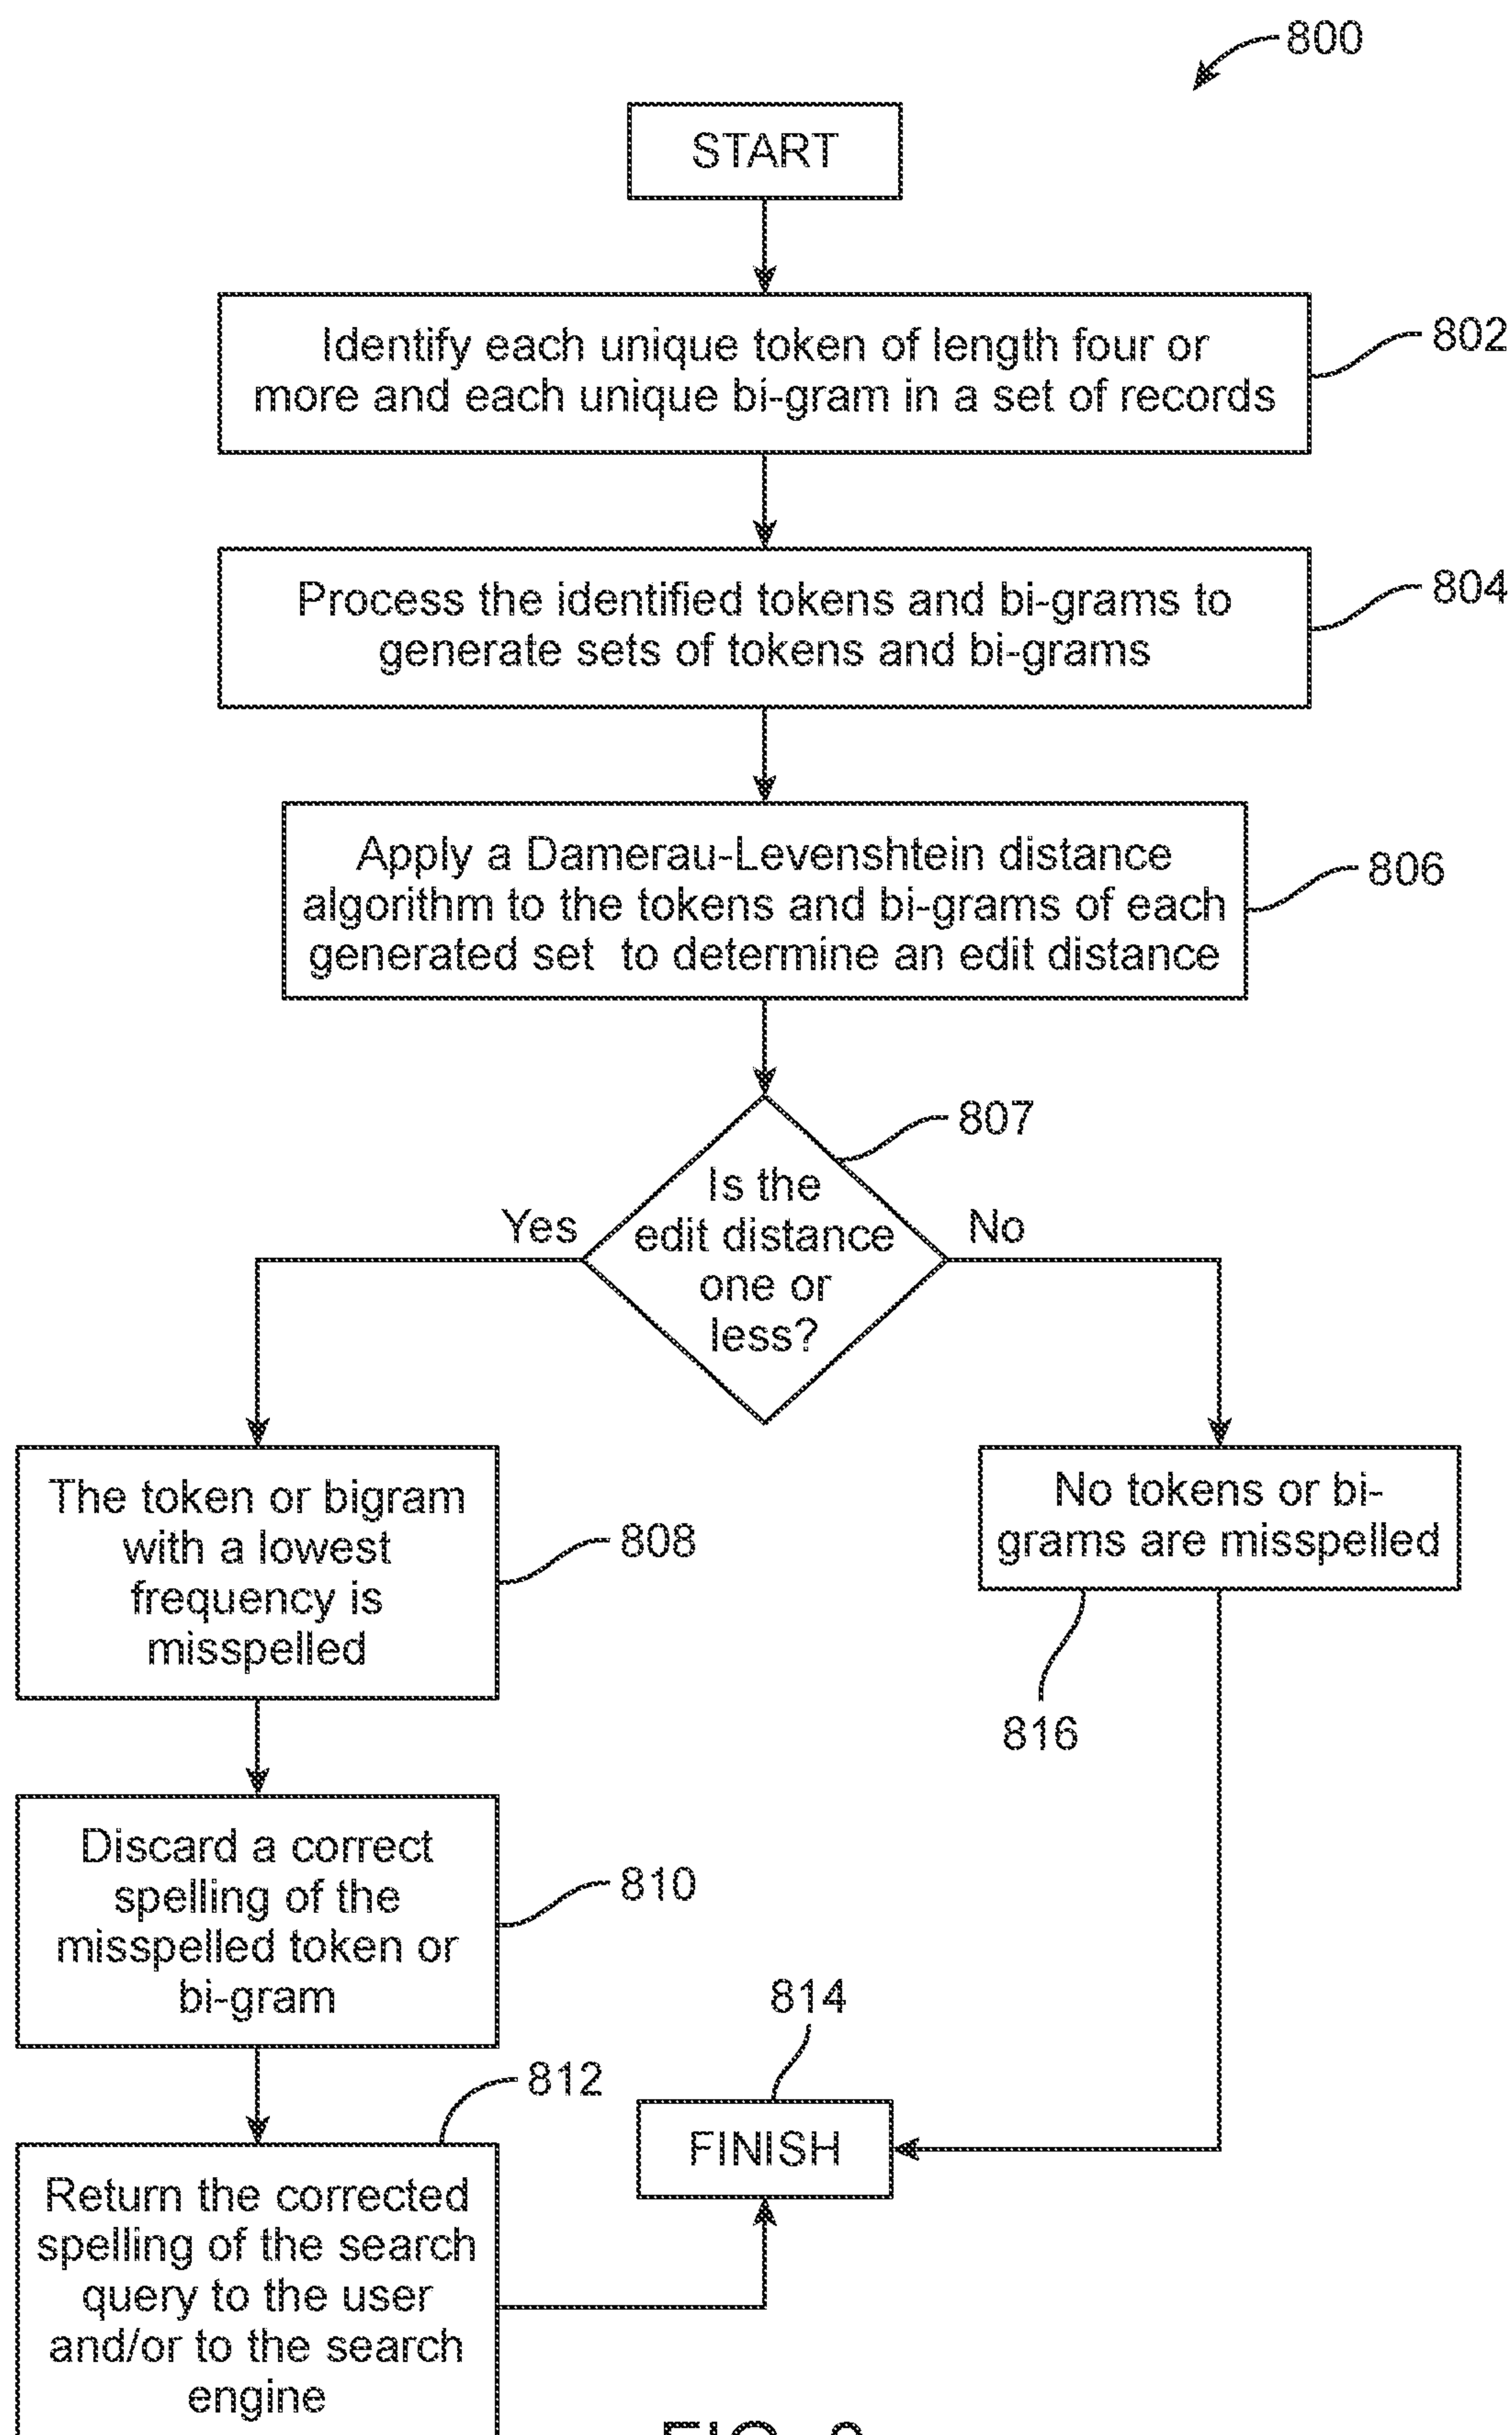 800
START
Identify each unique token of length four or
more and each unique bi-gram in a set of records
802
Process the identified tokens and bi-grams to
generate sets of tokens and bi-grams
804
Apply a Damerau-Levenshtein distance
algorithm to the tokens and bi-grams of each
generated set to determine an edit distance
806
807
Is the
edit distance
one or
less?
Yes
No
The token or bigram
with a lowest
frequency is
misspelled
808
No tokens or bi-
grams are misspelled
816
Discard a correct
spelling of the
misspelled token or
bi-gram
810
814
FINISH
812
Return the corrected
spelling of the search
query to the user
and/or to the search
engine
FIG.